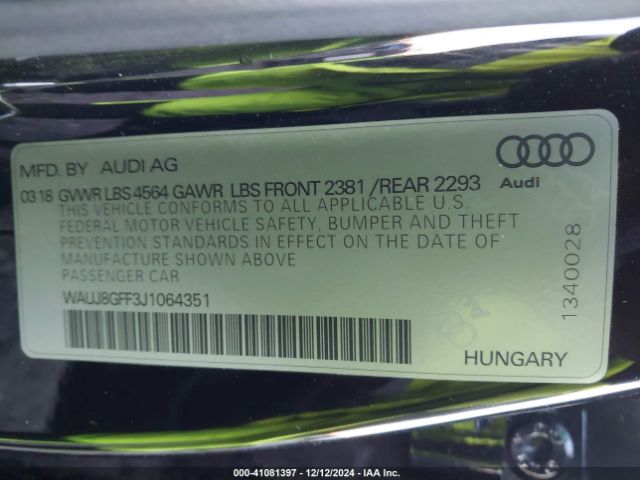 MFD. BY AUDI AG
03 18 GVWR LBS 4564 GAWR LBS FRONT 2381 /REAR 2293
THIS VEHICLE CONFORMS TO ALL APPLICABLE U.S.
FEDERAL MOTOR VEHICLE SAFETY, BUMPER AND THEFT
PREVENTION STANDARDS IN EFFECT ON THE DATE OF
MANUFACTURE SHOWN ABOVE
PASSENGER CAR
WAUJ8GFF3J1064351
Audi
1340028
HUNGARY
000-41081397 - 12/12/2024 - IAA Inc.